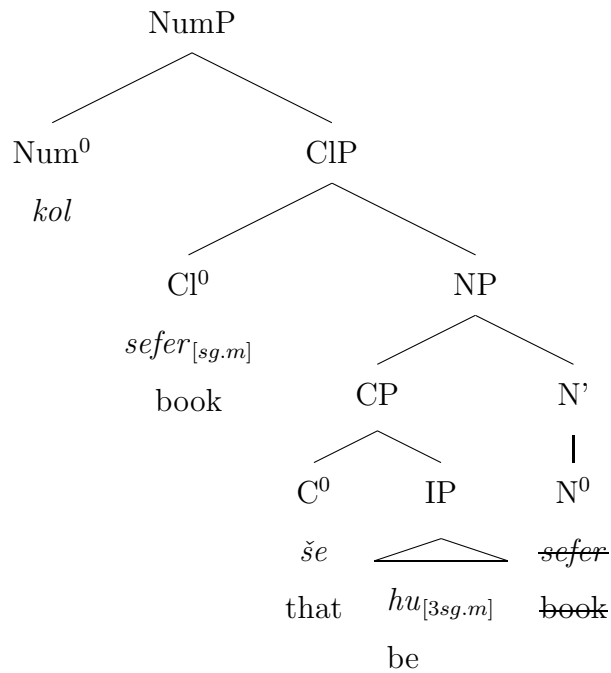 NumP
Num⁰ ClP
kol
Cl⁰ NP
sefer[sg.m]
book CP N’
C⁰ IP N⁰
še sefer
that hu[3sg.m] book
be